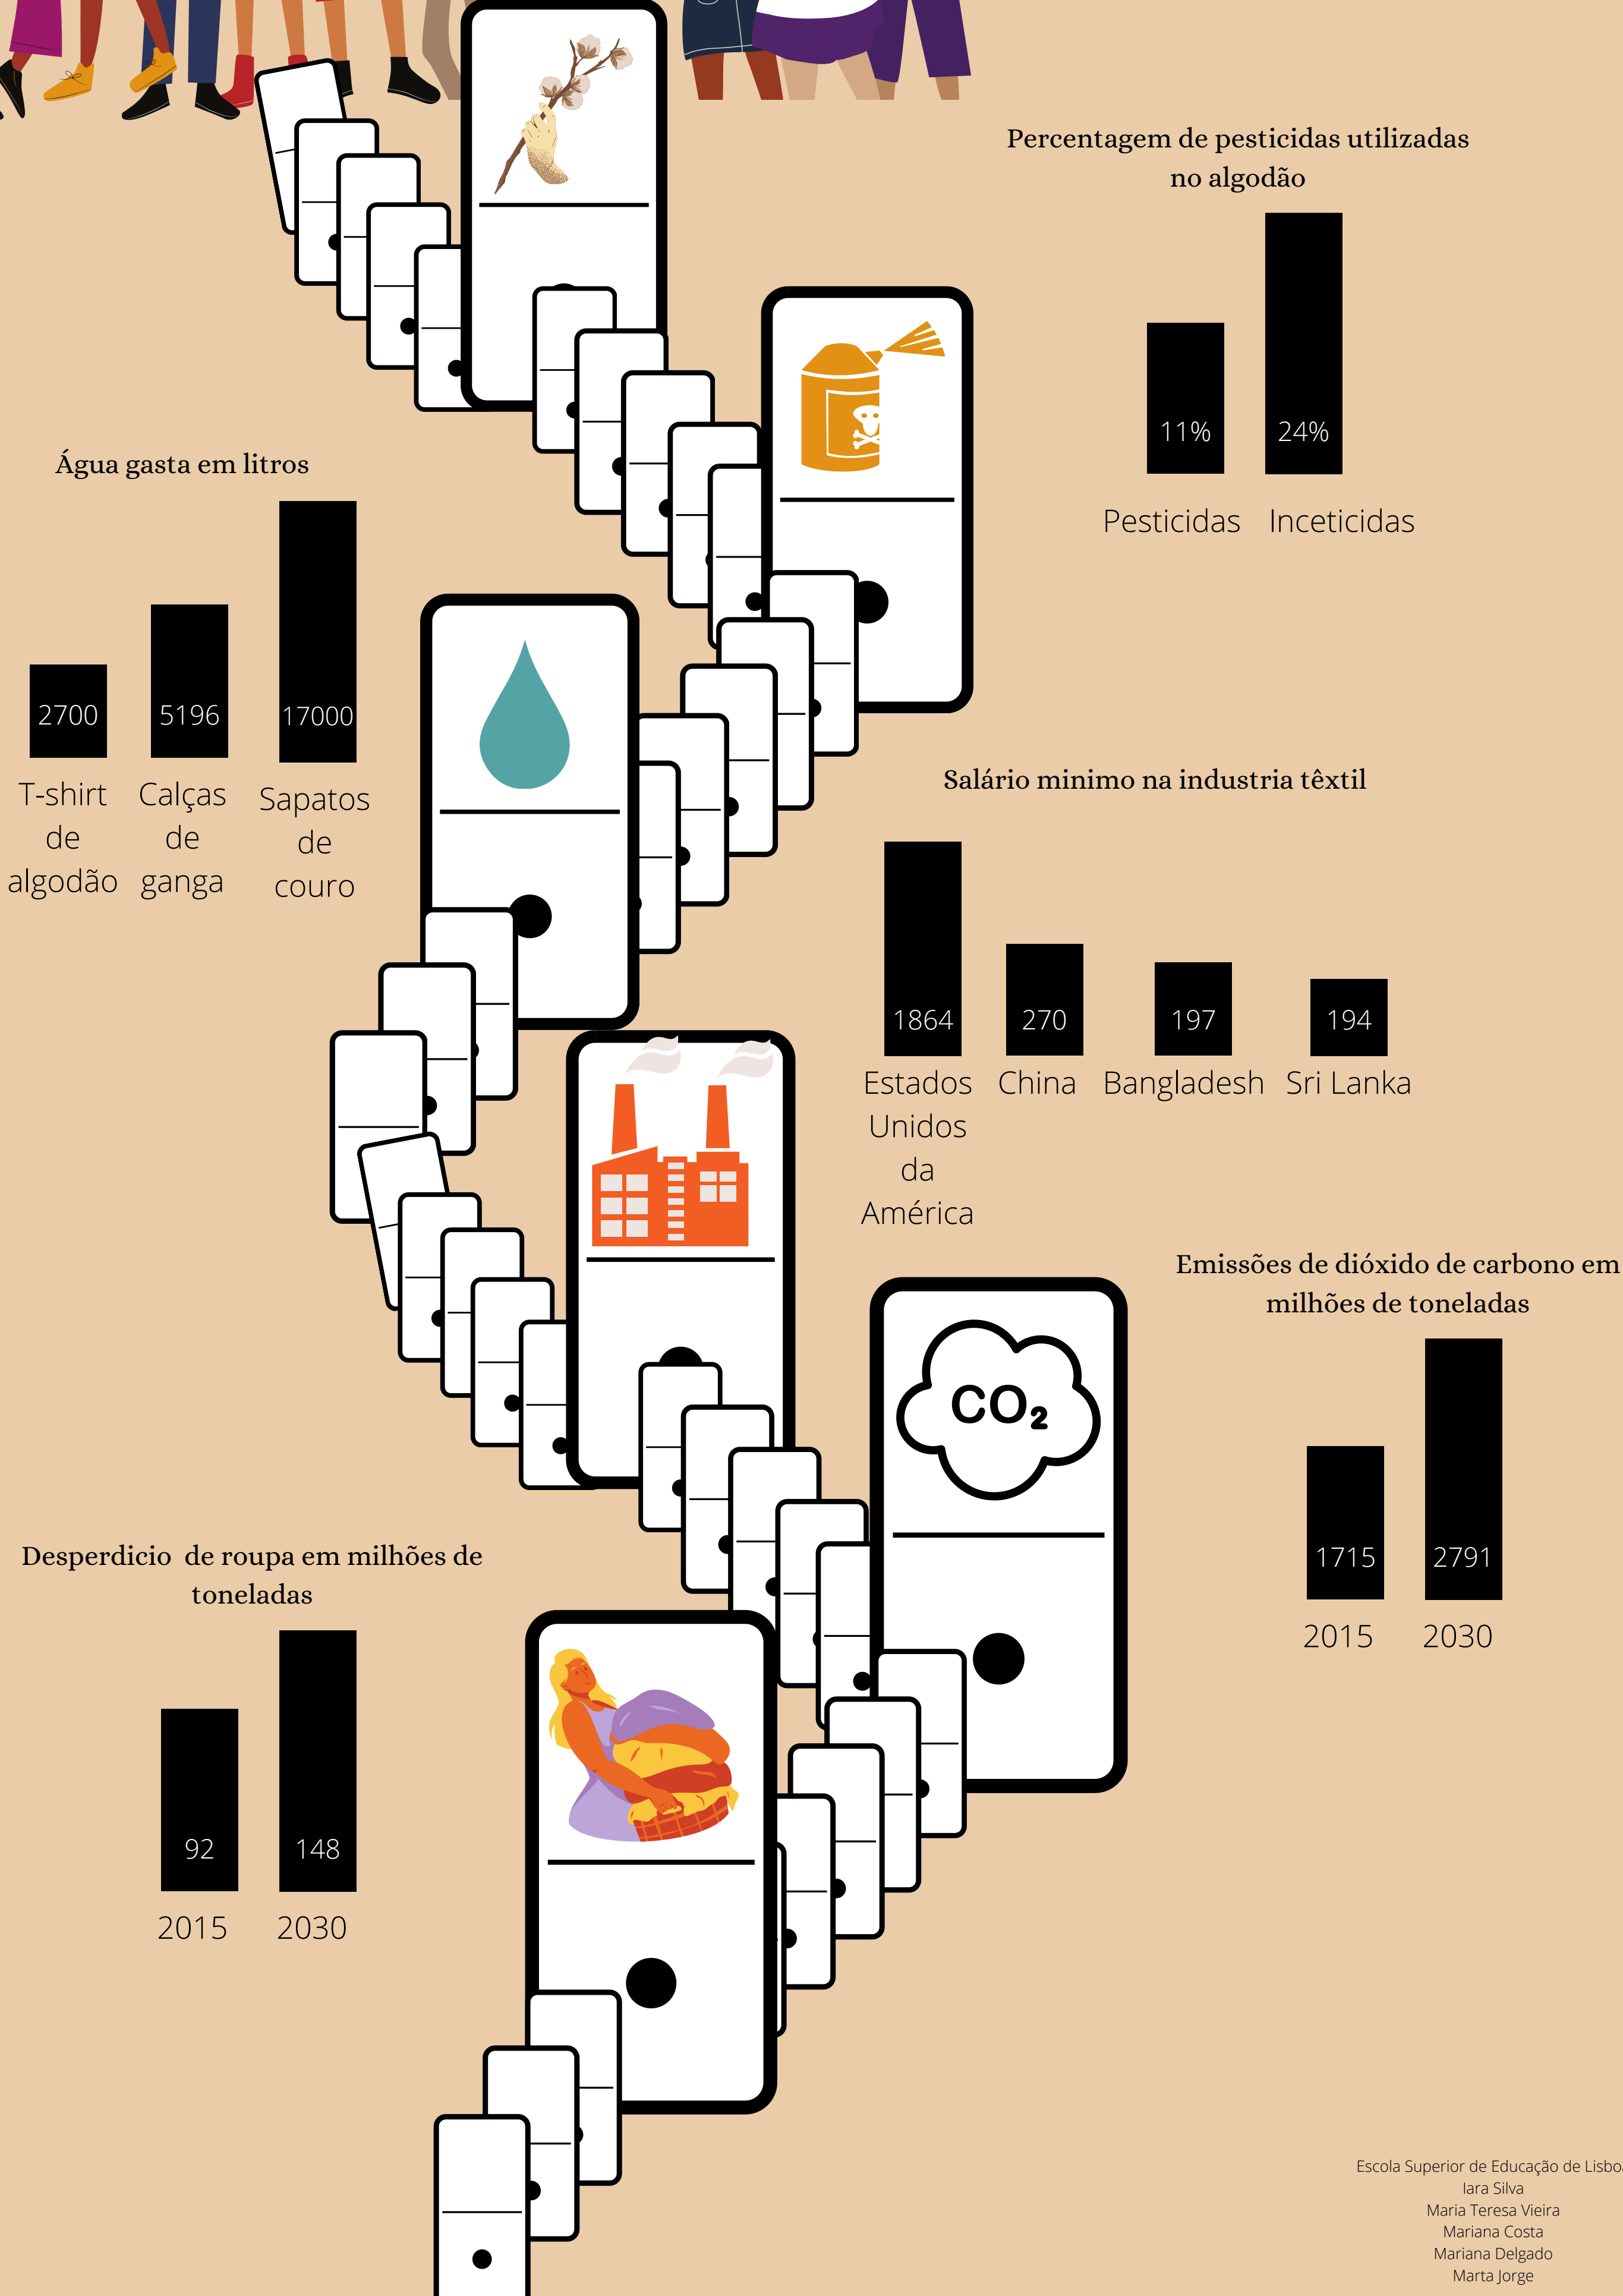 Percentagem de pesticidas utilizadas
no algodão
11%
24%
Pesticidas
Inceticidas
Água gasta em litros
2700
5196
17000
T-shirt
de
algodão
Calças
de
ganga
Sapatos
de
couro
Salário minimo na industria têxtil
1864
270
197
194
Estados
Unidos
da
América
China
Bangladesh
Sri Lanka
Emissões de dióxido de carbono em
milhões de toneladas
CO₂
1715
2791
2015
2030
Desperdicio  de roupa em milhões de
toneladas
92
148
2015
2030
Escola Superior de Educação de Lisbo
Iara Silva
Maria Teresa Vieira
Mariana Costa
Mariana Delgado
Marta Jorge